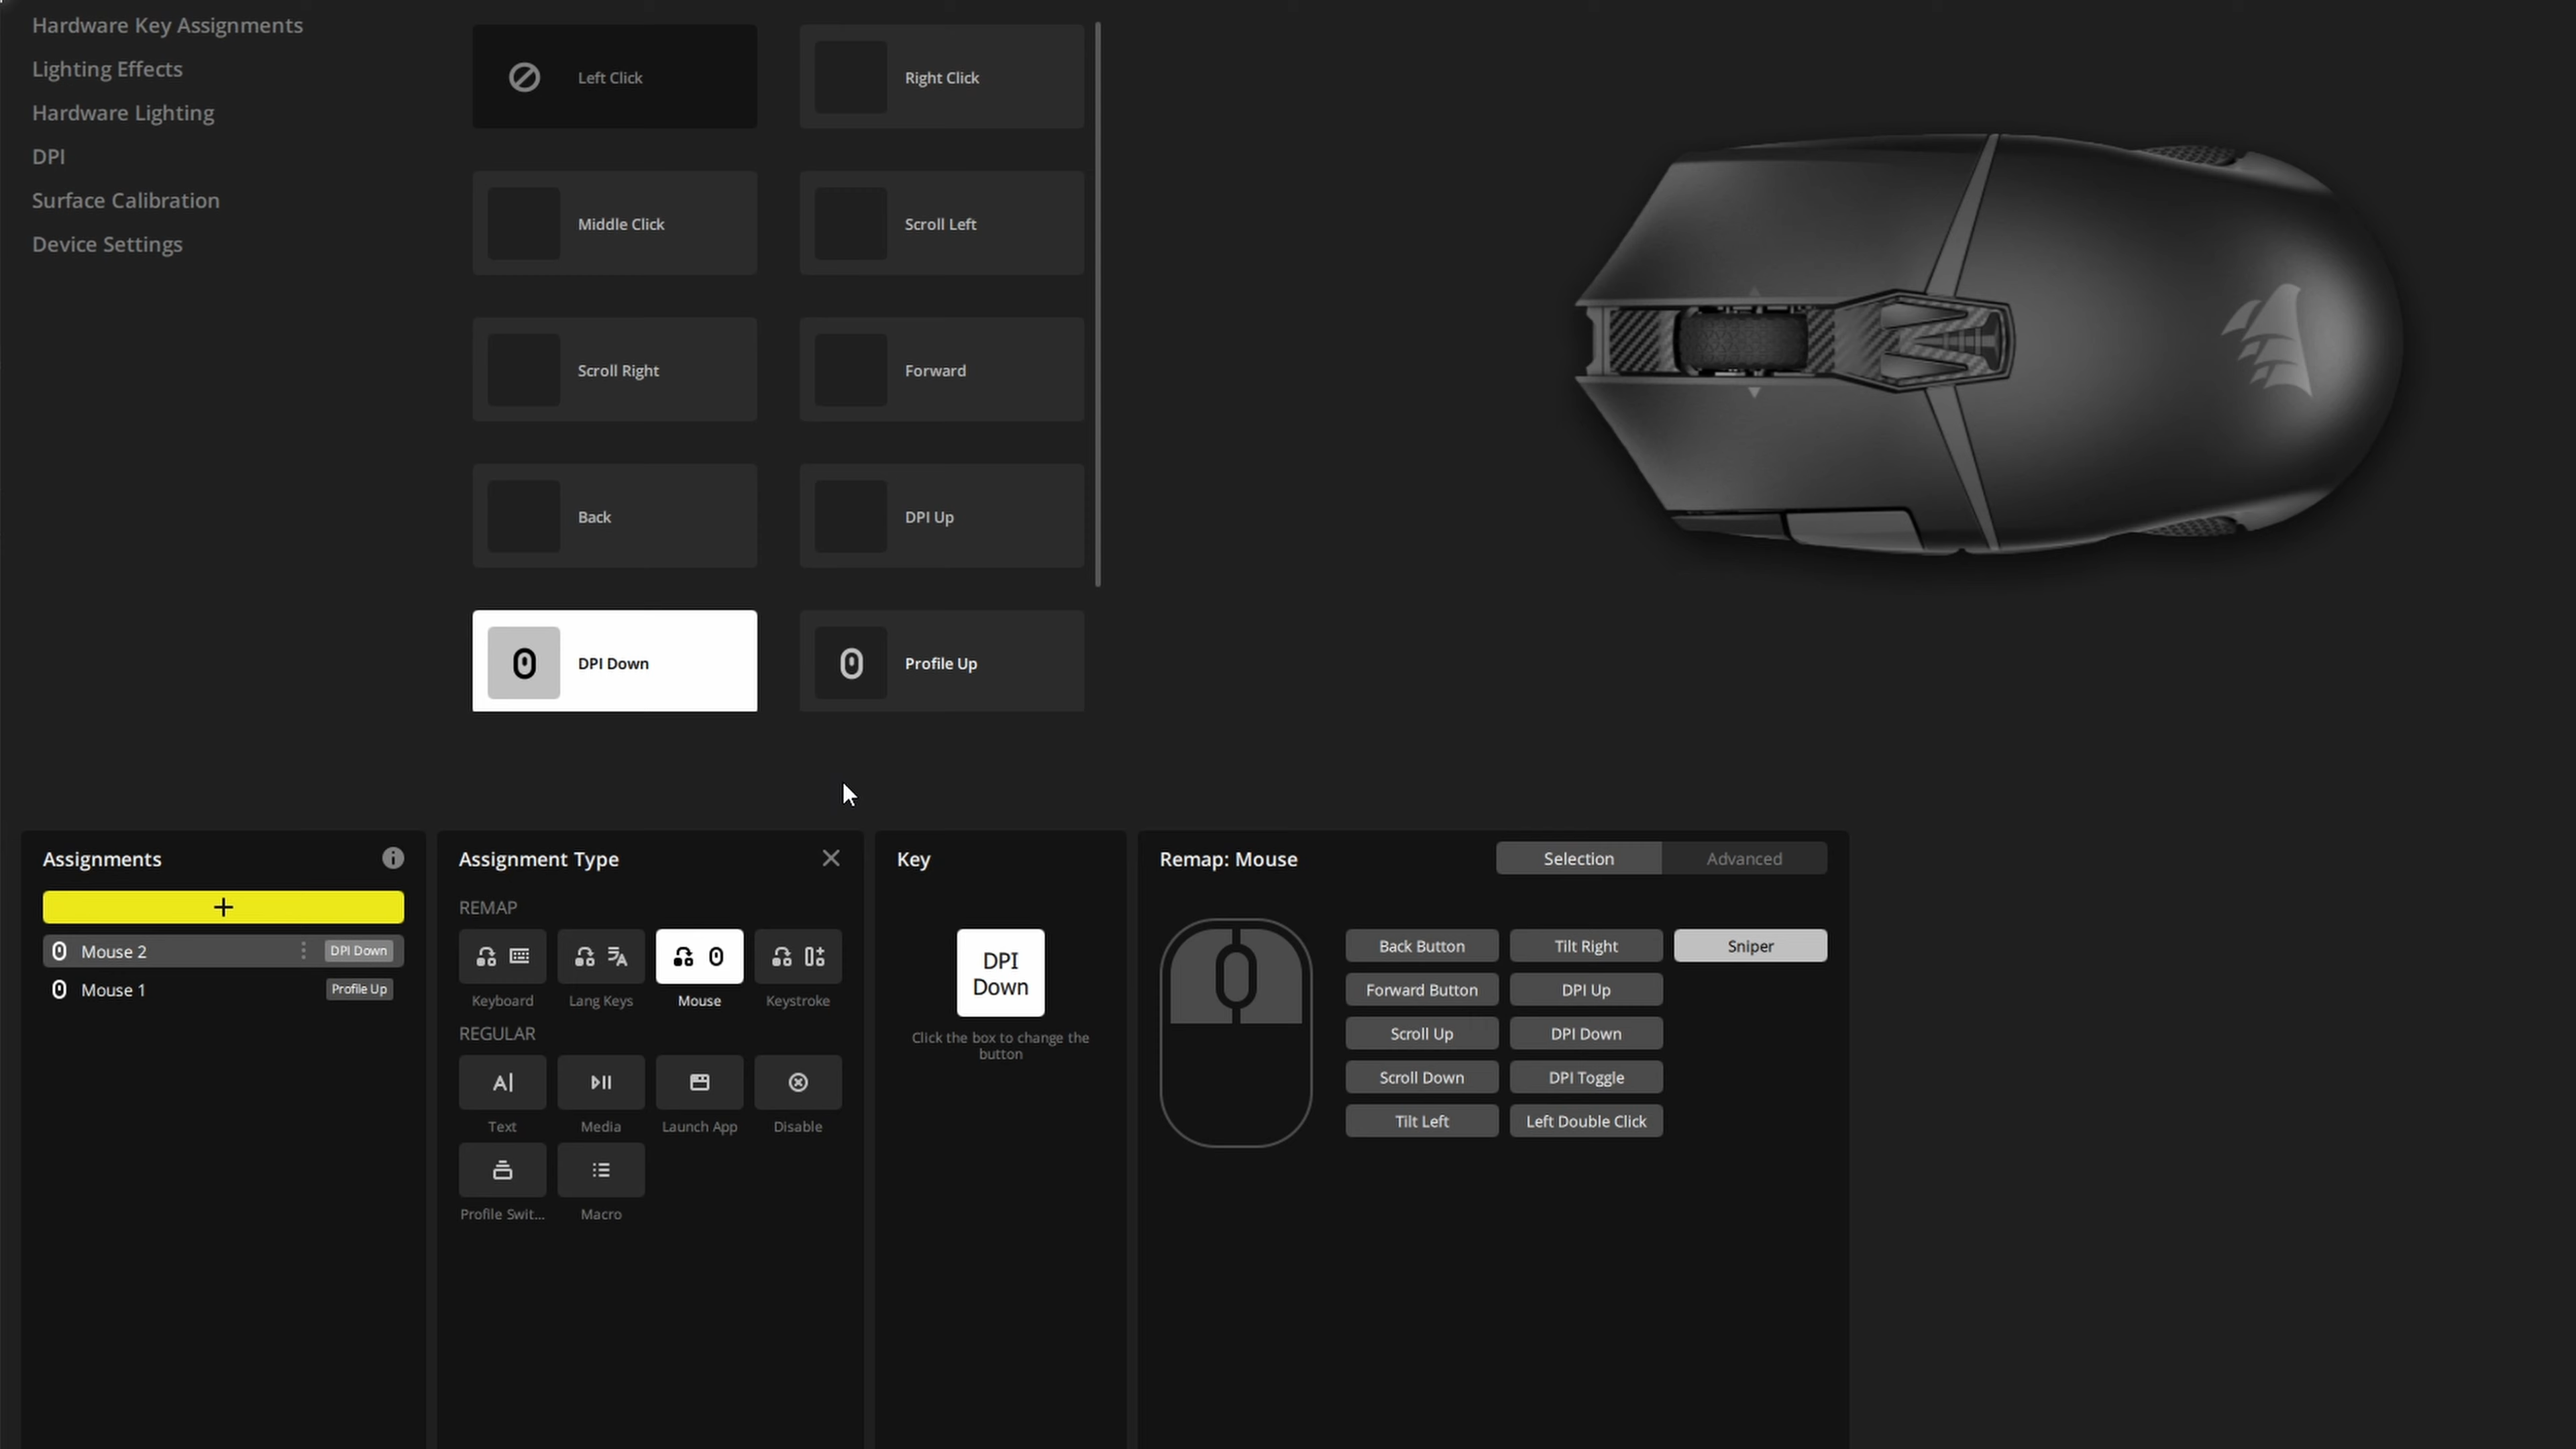 Hardware Key Assignments
Lighting Effects
Hardware Lighting
DPI
Surface Calibration
Device Settings
Left Click
Right Click
Middle Click
Scroll Left
Scroll Right
Forward
Back
DPI Up
DPI Down
Profile Up
Assignments
Mouse 2
DPI Down
Mouse 1
Profile Up
Assignment Type
REMAP
Keyboard
Lang Keys
Mouse
Keystroke
REGULAR
Text
Media
Launch App
Disable
Profile Swit...
Macro
Key
DPI
Down
Click the box to change the
button
Remap: Mouse
Selection
Advanced
Back Button
Tilt Right
Sniper
Forward Button
DPI Up
Scroll Up
DPI Down
Scroll Down
DPI Toggle
Tilt Left
Left Double Click